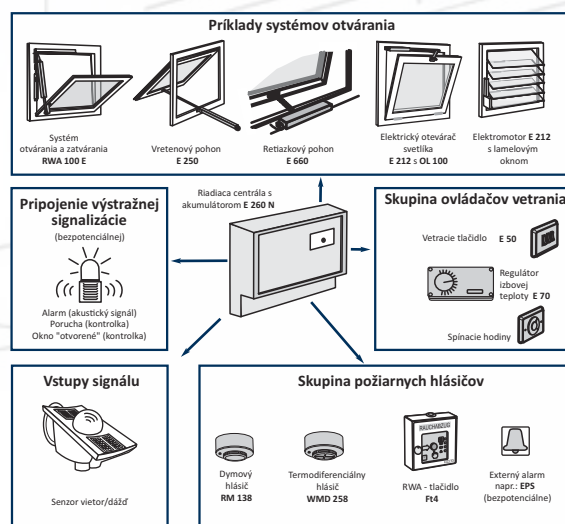 Príklady systémov otvárania
Systém
otvárania a zatvárania
RWA 100 E
Vretenový pohon
E 250
Retiazkový pohon
E 660
Elektrický otevárač
svetlíka
E 212 s OL 100
Elektromotor E 212
s lamelovým
oknom
Pripojenie výstražnej
signalizácie
(bezpotenciálnej)
Alarm (akustický signál)
Porucha (kontrolka)
Okno "otvorené" (kontrolka)
Riadiaca centrála s
akumulátorom E 260 N
Skupina ovládačov vetrania
Vetracie tlačidlo E 50
Regulátor
izbovej
teploty E 70
Spínacie hodiny
Vstupy signálu
Senzor vietor/dážď
Skupina požiarnych hlásičov
Dymový
hlásič
RM 138
Termodiferenciálny
hlásič
WMD 258
RAUCHABZUG
RWA - tlačidlo
Ft4
Externý alarm
napr.: EPS
(bezpotenciálne)